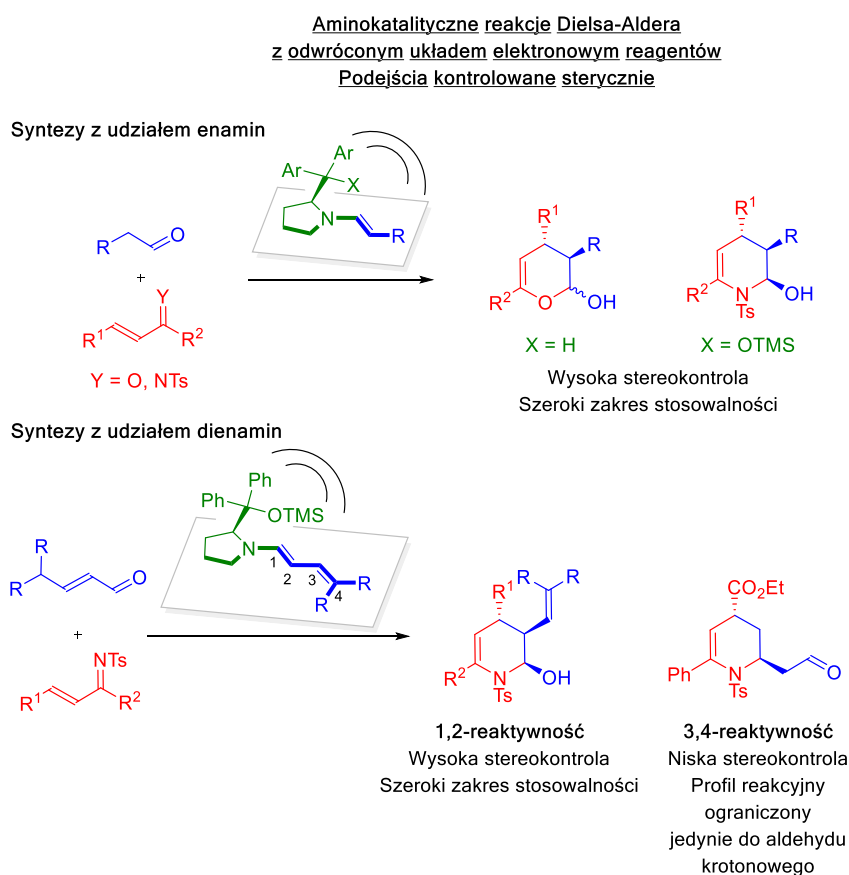 Aminokatalityczne reakcje Dielsa-Aldera
z odwróconym układem elektronowym reagentów
Podejścia kontrolowane sterycznie
Syntezy z udziałem enamin
Ar
Ar
X
N
R
R
O
+
Y
R¹
R²
Y = O, NTs
R¹
R
R²
O
OH
X = H
R¹
R
R²
N
Ts
OH
X = OTMS
Wysoka stereokontrola
Szeroki zakres stosowalności
Syntezy z udziałem dienamin
Ph
Ph
OTMS
N
1
2
3
4
R
R
R
R
O
+
NTs
R¹
R²
R
R
R¹
R²
N
Ts
OH
CO₂Et
Ph
N
Ts
O
1,2-reaktywność
Wysoka stereokontrola
Szeroki zakres stosowalności
3,4-reaktywność
Niska stereokontrola
Profil reakcyjny
ograniczony
jedynie do aldehydu
krotonowego